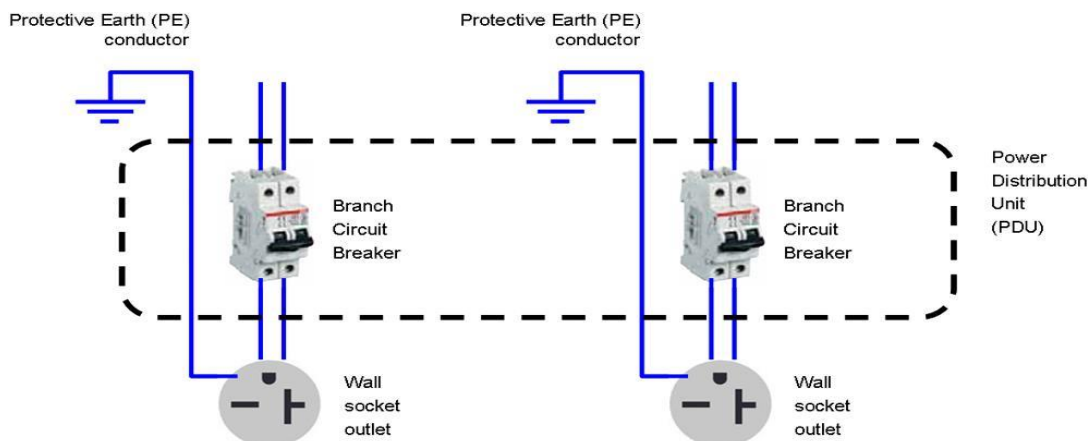 Protective Earth (PE)
conductor
Protective Earth (PE)
conductor
Branch
Circuit
Breaker
Branch
Circuit
Breaker
Power
Distribution
Unit
(PDU)
Wall
socket
outlet
Wall
socket
outlet